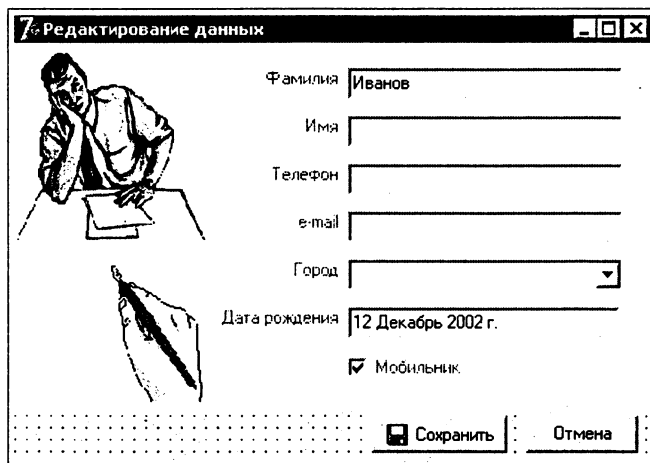 Редактирование данных
Фамилия Иванов
Имя
Телефон
e-mail
Город
Дата рождения 12 Декабрь 2002 г.
Мобильник
Сохранить Отмена